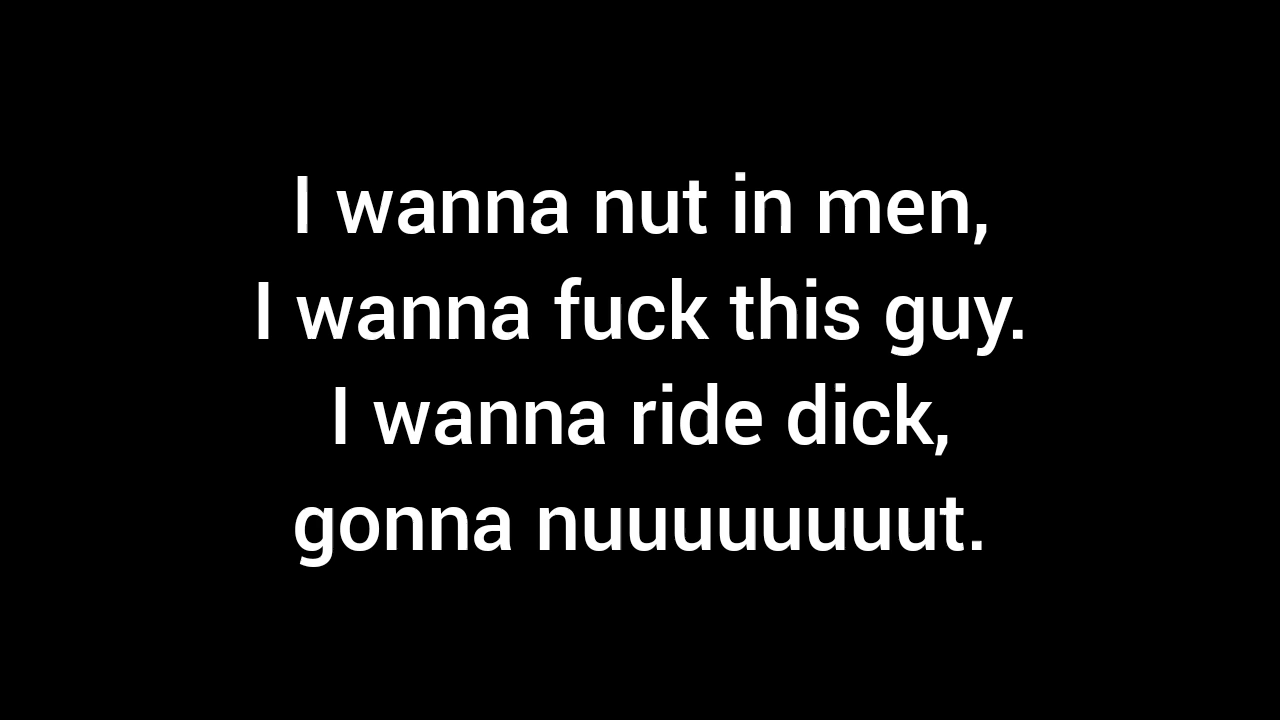 I wanna nut in men,
I wanna fuck this guy.
I wanna ride dick,
gonna nuuuuuuuut.